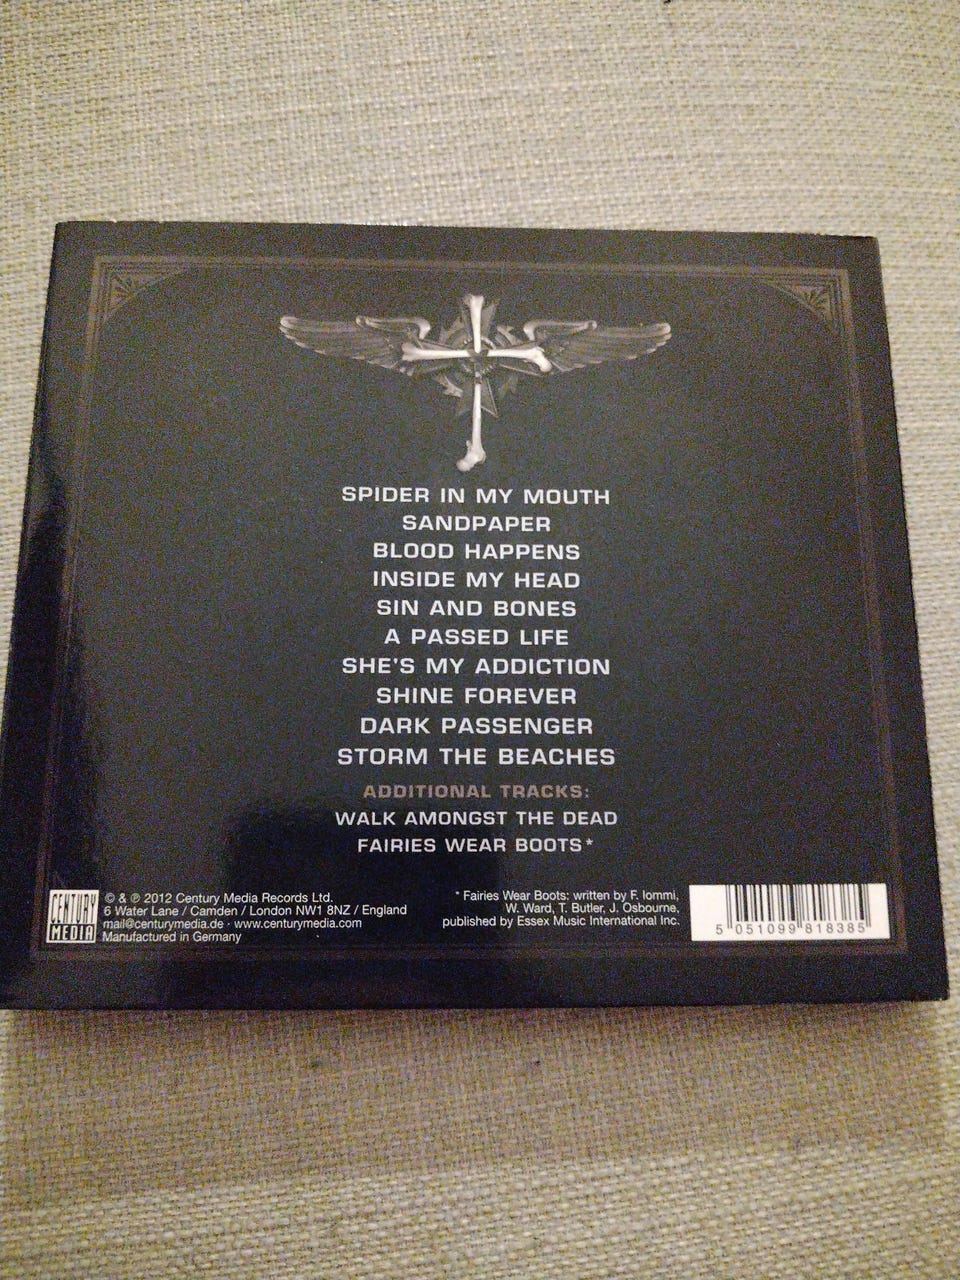 SPIDER IN MY MOUTH
SANDPAPER
BLOOD HAPPENS
INSIDE MY HEAD
SIN AND BONES
A PASSED LIFE
SHE'S MY ADDICTION
SHINE FOREVER
DARK PASSENGER
STORM THE BEACHES
ADDITIONAL TRACKS:
WALK AMONGST THE DEAD
FAIRIES WEAR BOOTS*
CENTURY
MEDIA
© & ℗ 2012 Century Media Records Ltd.
6 Water Lane / Camden / London NW1 8NZ / England
mail@centurymedia.de · www.centurymedia.com
Manufactured in Germany
* Fairies Wear Boots: written by F. Iommi,
W. Ward, T. Butler, J. Osbourne,
published by Essex Music International Inc.
5 051099 818385